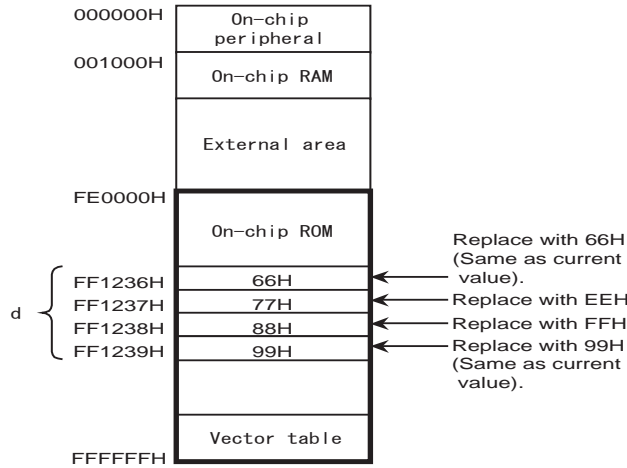 000000H
On-chip
peripheral
001000H
On-chip RAM
External area
FE0000H
On-chip ROM
Replace with 66H
(Same as current
value).
d
FF1236H
66H
FF1237H
77H
Replace with EEH
FF1238H
88H
Replace with FFH
FF1239H
99H
Replace with 99H
(Same as current
value).
Vector table
FFFFFFH